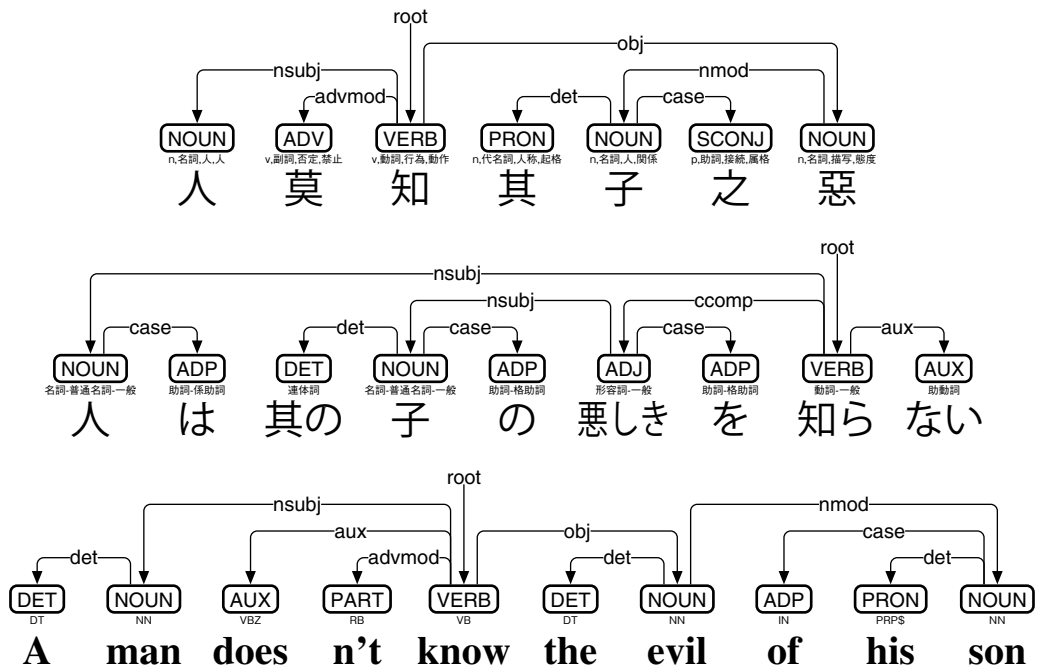 root
obj
nsubj nmod
advmod det case
NOUN ADV VERB PRON NOUN SCONJ NOUN
n,名詞,人,人 v,副詞,否定,禁止 v,動詞,行為,動作 n,代名詞,人称,起格 n,名詞,人,関係 p,助詞,接続,属格 n,名詞,描写,態度
人 莫 知 其 子 之 惡
root
nsubj
nsubj ccomp
case det case case aux
NOUN ADP DET NOUN ADP ADJ ADP VERB AUX
名詞-普通名詞-一般 助詞-係助詞 連体詞 名詞-普通名詞-一般 助詞-格助詞 形容詞-一般 助詞-格助詞 動詞-一般 助動詞
人 は 其の 子 の 悪しき を 知ら ない
root
nsubj nmod
aux obj case
det advmod det det
DET NOUN AUX PART VERB DET NOUN ADP PRON NOUN
DT NN VBZ RB VB DT NN IN PRP$ NN
A man does n't know the evil of his son